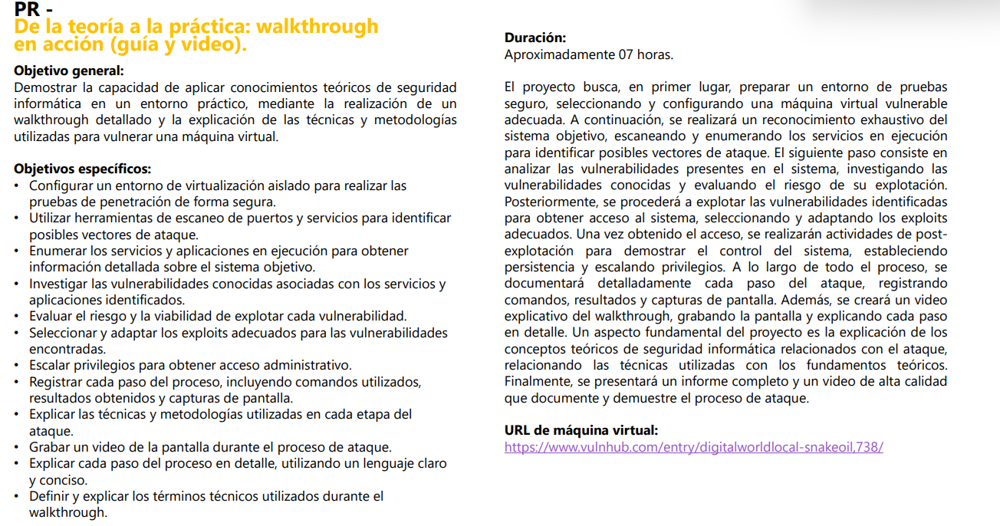 PR -
De la teoría a la práctica: walkthrough
en acción (guía y video).
Objetivo general:
Demostrar la capacidad de aplicar conocimientos teóricos de seguridad
informática en un entorno práctico, mediante la realización de un
walkthrough detallado y la explicación de las técnicas y metodologías
utilizadas para vulnerar una máquina virtual.
Objetivos específicos:
• Configurar un entorno de virtualización aislado para realizar las
pruebas de penetración de forma segura.
• Utilizar herramientas de escaneo de puertos y servicios para identificar
posibles vectores de ataque.
• Enumerar los servicios y aplicaciones en ejecución para obtener
información detallada sobre el sistema objetivo.
• Investigar las vulnerabilidades conocidas asociadas con los servicios y
aplicaciones identificados.
• Evaluar el riesgo y la viabilidad de explotar cada vulnerabilidad.
• Seleccionar y adaptar los exploits adecuados para las vulnerabilidades
encontradas.
• Escalar privilegios para obtener acceso administrativo.
• Registrar cada paso del proceso, incluyendo comandos utilizados,
resultados obtenidos y capturas de pantalla.
• Explicar las técnicas y metodologías utilizadas en cada etapa del
ataque.
• Grabar un video de la pantalla durante el proceso de ataque.
• Explicar cada paso del proceso en detalle, utilizando un lenguaje claro
y conciso.
• Definir y explicar los términos técnicos utilizados durante el
walkthrough.
Duración:
Aproximadamente 07 horas.
El proyecto busca, en primer lugar, preparar un entorno de pruebas
seguro, seleccionando y configurando una máquina virtual vulnerable
adecuada. A continuación, se realizará un reconocimiento exhaustivo del
sistema objetivo, escaneando y enumerando los servicios en ejecución
para identificar posibles vectores de ataque. El siguiente paso consiste en
analizar las vulnerabilidades presentes en el sistema, investigando las
vulnerabilidades conocidas y evaluando el riesgo de su explotación.
Posteriormente, se procederá a explotar las vulnerabilidades identificadas
para obtener acceso al sistema, seleccionando y adaptando los exploits
adecuados. Una vez obtenido el acceso, se realizarán actividades de post-
explotación para demostrar el control del sistema, estableciendo
persistencia y escalando privilegios. A lo largo de todo el proceso, se
documentará detalladamente cada paso del ataque, registrando
comandos, resultados y capturas de pantalla. Además, se creará un video
explicativo del walkthrough, grabando la pantalla y explicando cada paso
en detalle. Un aspecto fundamental del proyecto es la explicación de los
conceptos teóricos de seguridad informática relacionados con el ataque,
relacionando las técnicas utilizadas con los fundamentos teóricos.
Finalmente, se presentará un informe completo y un video de alta calidad
que documente y demuestre el proceso de ataque.
URL de máquina virtual:
https://www.vulnhub.com/entry/digitalworldlocal-snakeoil,738/